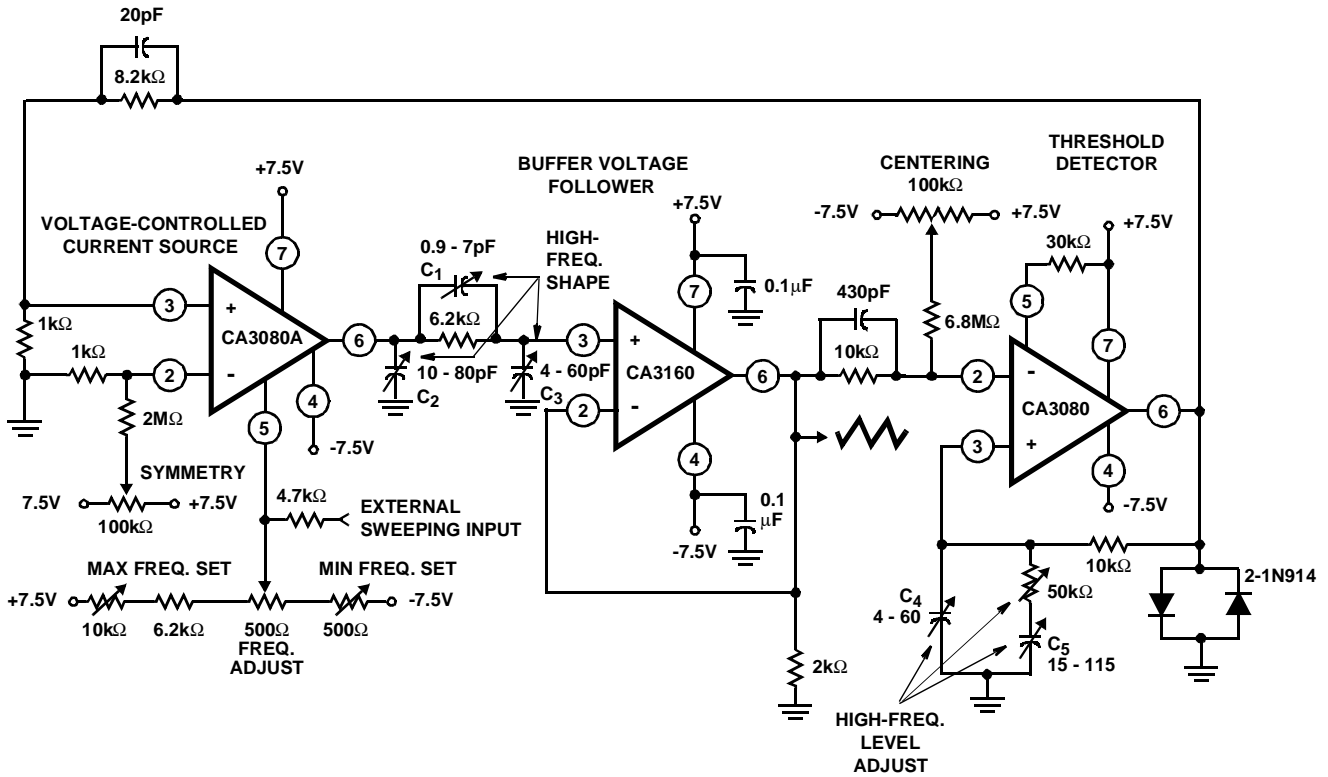 20pF
8.2kΩ
+7.5V
VOLTAGE-CONTROLLED
CURRENT SOURCE
7
3
+
CA3080A
6
1kΩ
1kΩ
2
-
5
4
-7.5V
2MΩ
SYMMETRY
7.5V
+7.5V
100kΩ
4.7kΩ
EXTERNAL
SWEEPING INPUT
MAX FREQ. SET
MIN FREQ. SET
+7.5V
-7.5V
10kΩ
6.2kΩ
500Ω
500Ω
FREQ.
ADJUST
0.9 - 7pF
C1
6.2kΩ
HIGH-
FREQ.
SHAPE
10 - 80pF
C2
4 - 60pF
C3
BUFFER VOLTAGE
FOLLOWER
+7.5V
7
0.1µF
3
+
CA3160
6
2
-
4
0.1
µF
-7.5V
2kΩ
430pF
10kΩ
CENTERING
100kΩ
-7.5V
+7.5V
6.8MΩ
THRESHOLD
DETECTOR
+7.5V
30kΩ
5
7
2
-
CA3080
6
3
+
4
-7.5V
10kΩ
2-1N914
50kΩ
C4
4 - 60
C5
15 - 115
HIGH-FREQ.
LEVEL
ADJUST